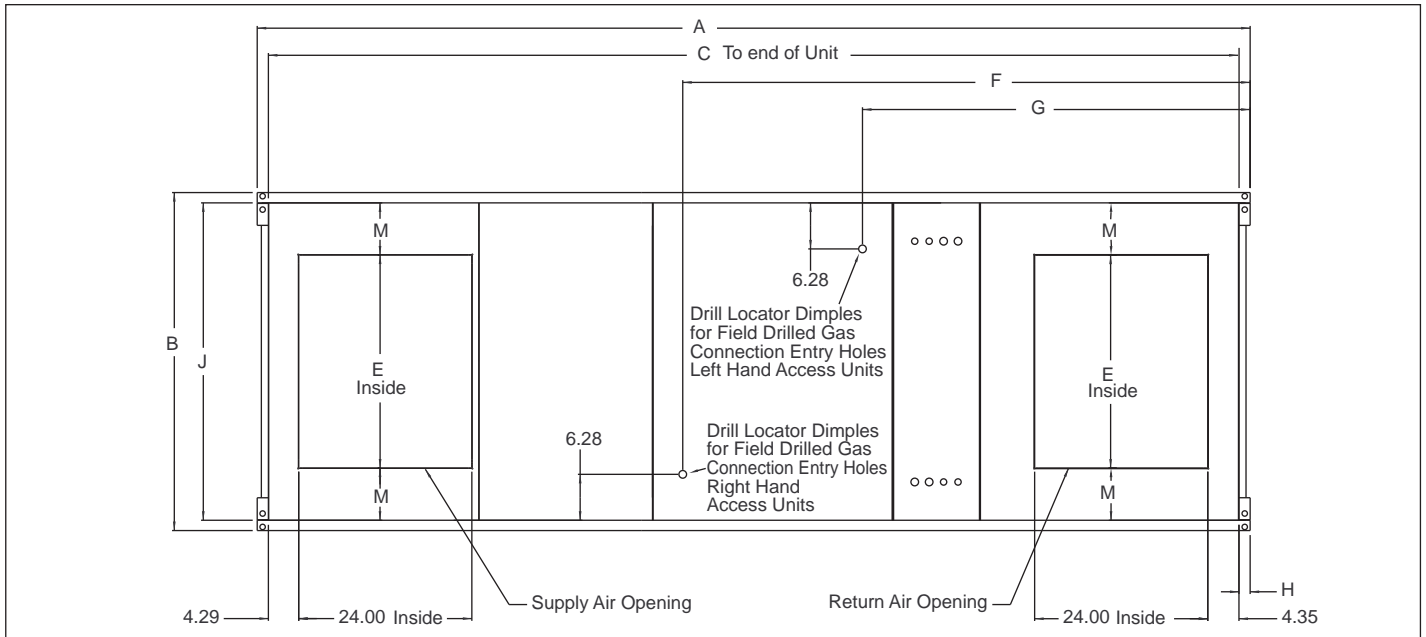 A
C To end of Unit
F
G
M
M
6.28
Drill Locator Dimples
for Field Drilled Gas
Connection Entry Holes
Left Hand Access Units
B
J
E
Inside
E
Inside
6.28
Drill Locator Dimples
for Field Drilled Gas
Connection Entry Holes
Right Hand
Access Units
M
M
Supply Air Opening
Return Air Opening
H
4.29
24.00 Inside
24.00 Inside
4.35